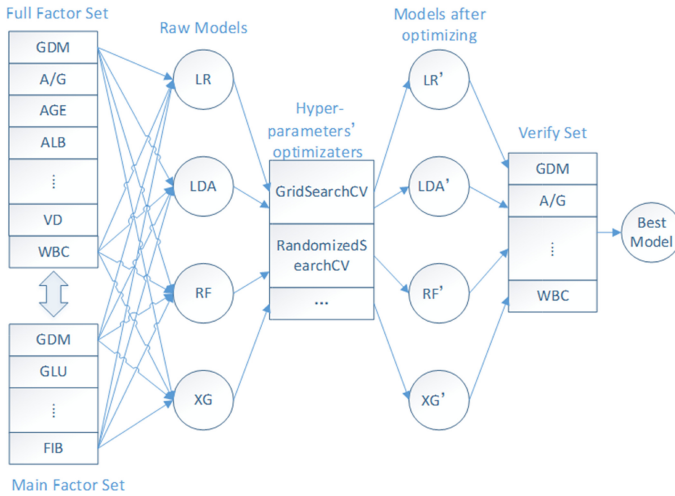 Full Factor Set
GDM
A/G
AGE
ALB
⋮
VD
WBC
GDM
GLU
⋮
FIB
Main Factor Set
Raw Models
LR
LDA
RF
XG
Hyper-
parameters'
optimizaters
GridSearchCV
RandomizedS
earchCV
...
Models after
optimizing
LR'
LDA'
RF'
XG'
Verify Set
GDM
A/G
⋮
WBC
Best
Model